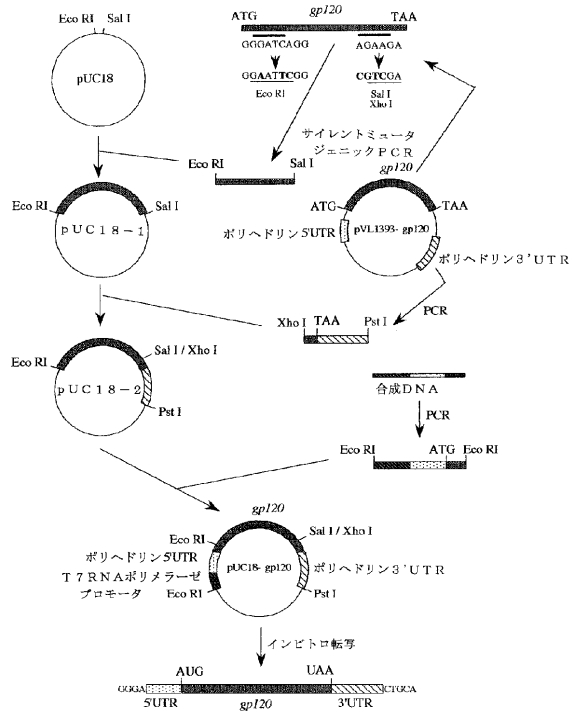 Eco RI Sal I
pUC18
ATG gp120 TAA
GGGATCAGG AGAAGA
GGAATTCGG CGTCGA
Eco RI Sal I
Xho I
サイレントミュータ
ジェニックPCR
Eco RI Sal I
gp120
ATG TAA
pVL1393- gp120
ポリヘドリン5'UTR
ポリヘドリン3'UTR
Eco RI Sal I
pUC18-1
PCR
Xho I TAA Pst I
Eco RI Sal I / Xho I
pUC18-2
Pst I
合成DNA
PCR
Eco RI ATG Eco RI
gp120
Eco RI Sal I / Xho I
ポリヘドリン5'UTR
T7RNAポリメラーゼ
プロモータ Eco RI
pUC18- gp120
ポリヘドリン3'UTR
Pst I
インビトロ転写
AUG UAA
GGGA CTGCA
5'UTR gp120 3'UTR